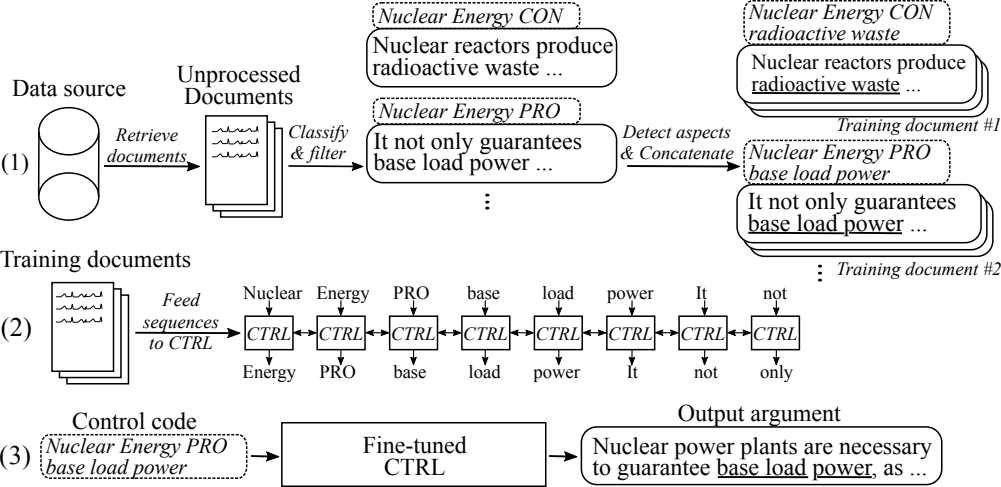 (1)
Data source
Retrieve
documents
Unprocessed
Documents
Classify
& filter
Nuclear Energy CON
Nuclear reactors produce
radioactive waste ...
Nuclear Energy PRO
It not only guarantees
base load power ...
...
Detect aspects
& Concatenate
Nuclear Energy CON
radioactive waste
Nuclear reactors produce
radioactive waste ...
Training document #1
Nuclear Energy PRO
base load power
It not only guarantees
base load power ...
Training document #2
...
(2)
Training documents
Feed
sequences
to CTRL
Nuclear Energy PRO base load power It not
CTRL CTRL CTRL CTRL CTRL CTRL CTRL CTRL
Energy PRO base load power It not only
(3)
Control code
Nuclear Energy PRO
base load power
Fine-tuned
CTRL
Output argument
Nuclear power plants are necessary
to guarantee base load power, as ...